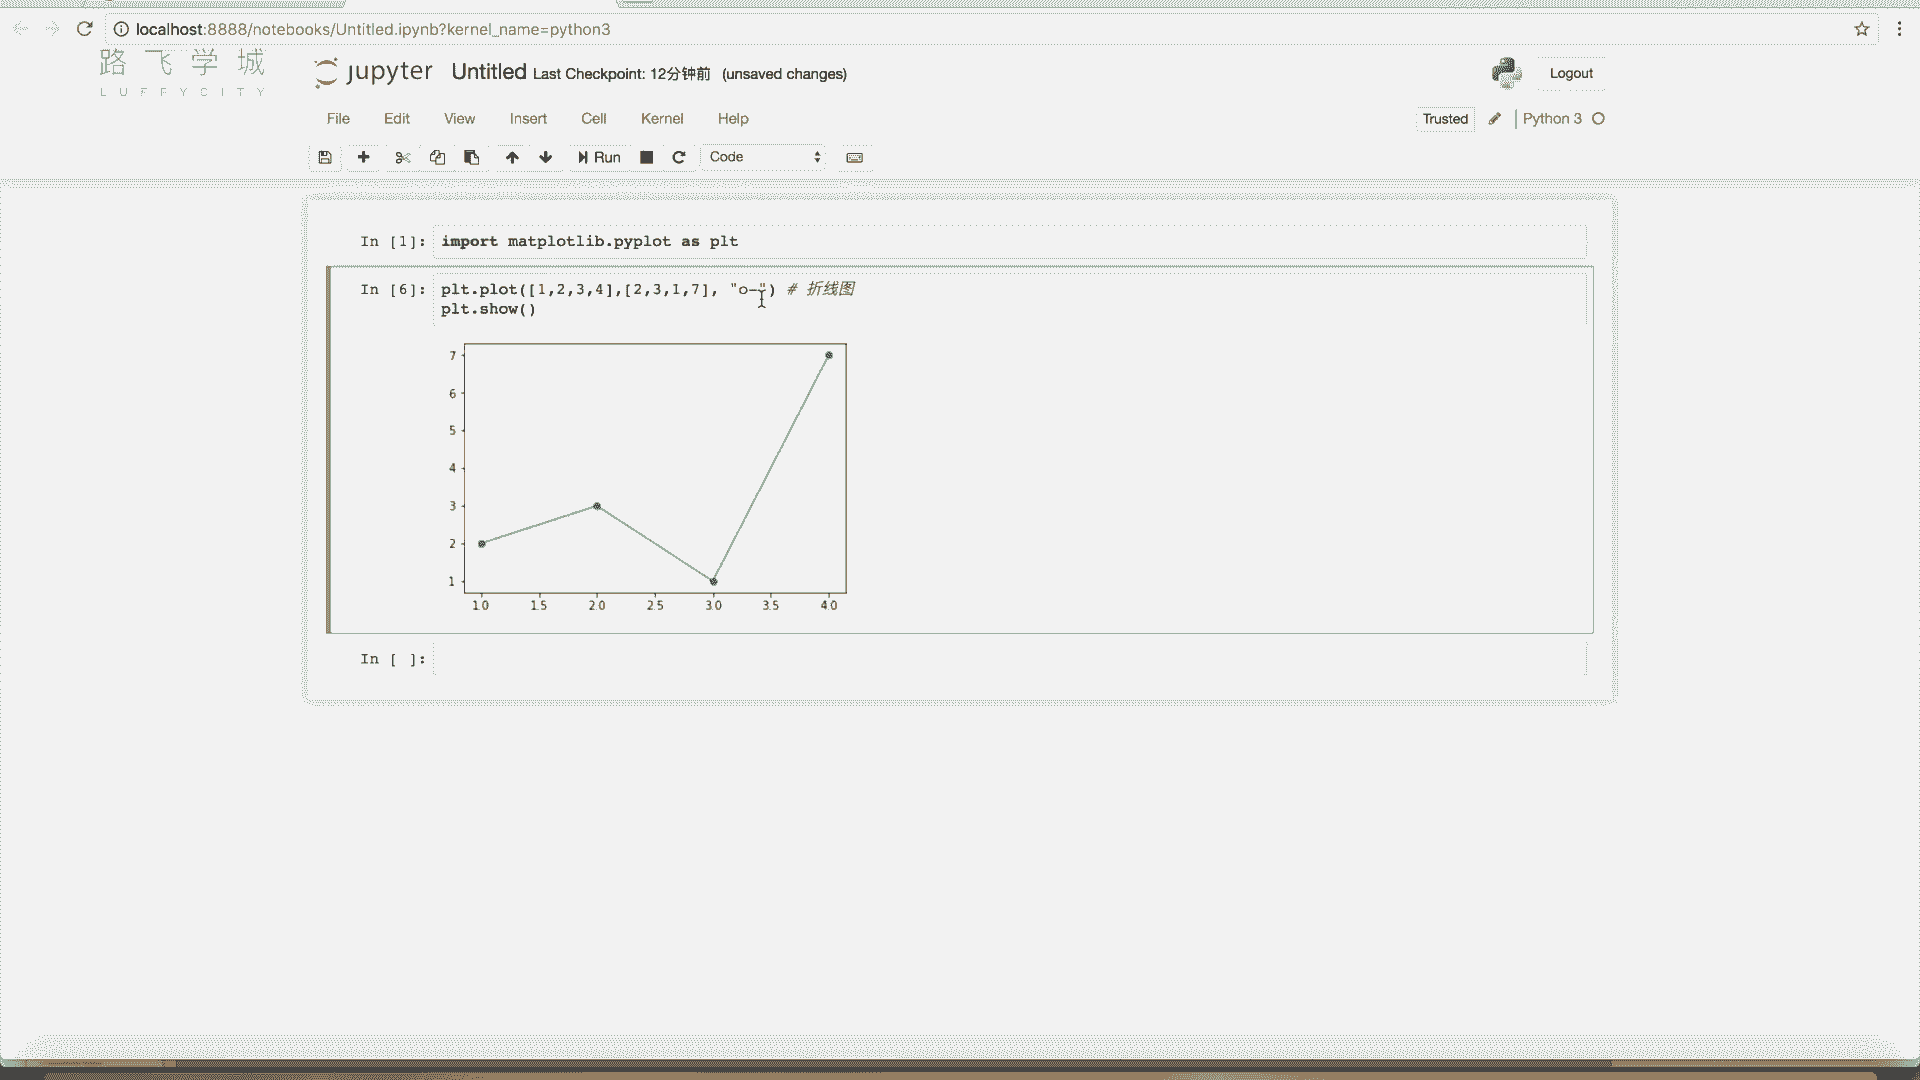 localhost:8888/notebooks/Untitled.ipynb?kernel_name=python3
路飞学城
LUFFYCITY
jupyter Untitled Last Checkpoint: 12分钟前 (unsaved changes)
Logout
File Edit View Insert Cell Kernel Help
Trusted Python 3
Run Code
In [1]: import matplotlib.pyplot as plt
In [6]: plt.plot([1,2,3,4],[2,3,1,7], "o-") # 折线图
plt.show()
7
6
5
4
3
2
1
1.0 1.5 2.0 2.5 3.0 3.5 4.0
In [ ]: